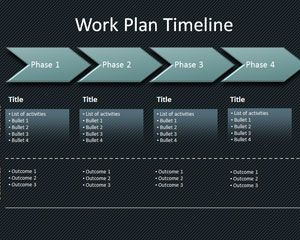 Work Plan Timeline
Phase 1 Phase 2 Phase 3 Phase 4
Title Title Title Title
• List of activities • List of activities • List of activities • List of activities
• Bullet 1 • Bullet 1 • Bullet 1 • Bullet 1
• Bullet 2 • Bullet 2 • Bullet 2 • Bullet 2
• Bullet 3 • Bullet 3 • Bullet 3 • Bullet 3
• Bullet 4 • Bullet 4 • Bullet 4 • Bullet 4
• Outcome 1 • Outcome 1 • Outcome 1 • Outcome 1
• Outcome 2 • Outcome 2 • Outcome 2 • Outcome 2
• Outcome 3 • Outcome 3 • Outcome 3 • Outcome 3